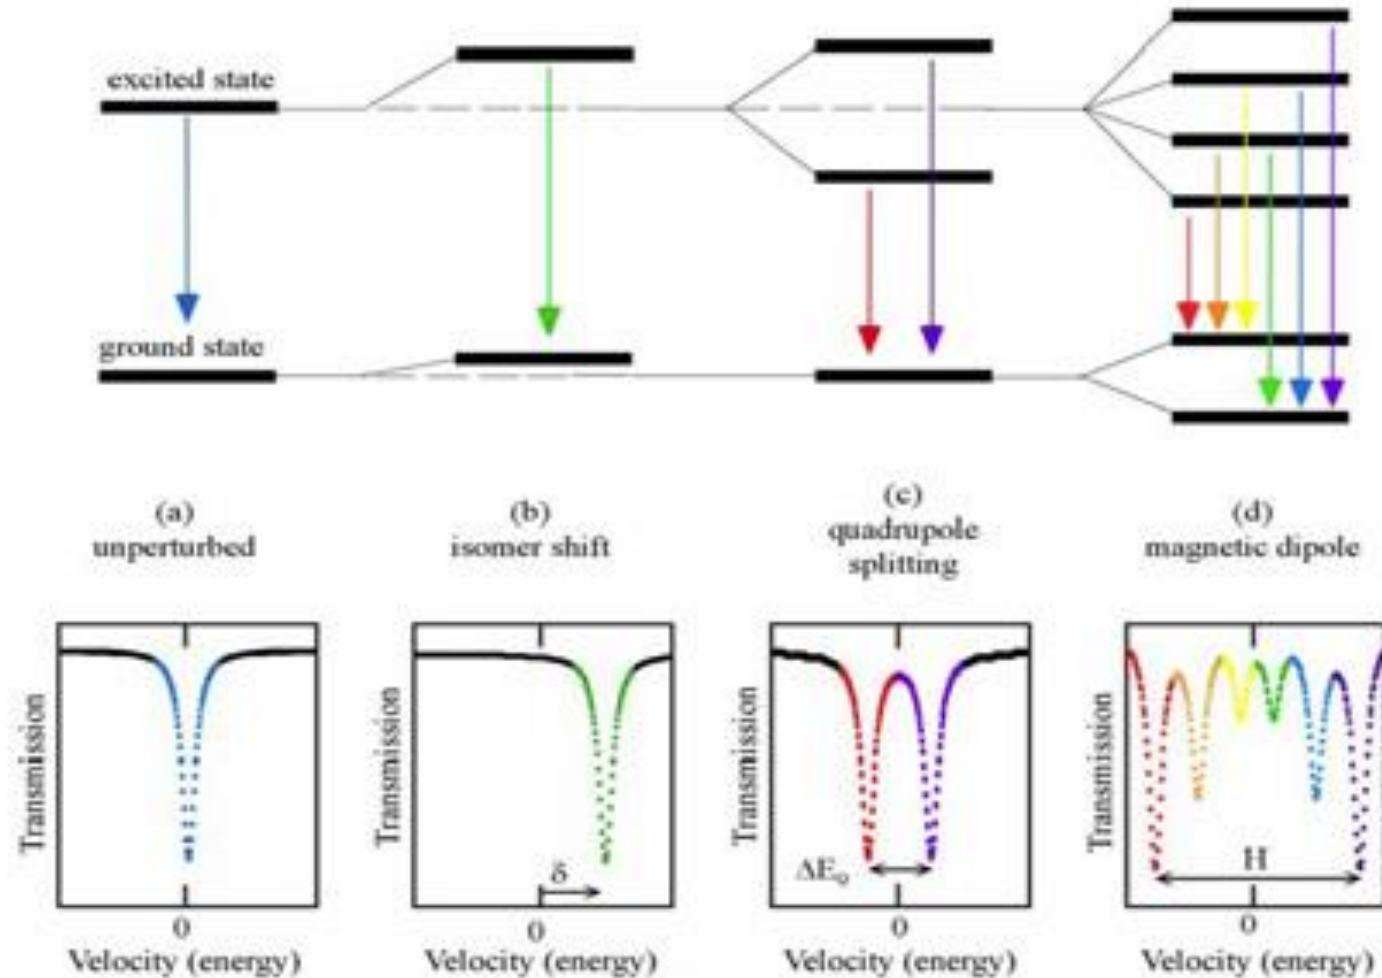 excited state
ground state
(a)
unperturbed
(b)
isomer shift
(c)
quadrupole
splitting
(d)
magnetic dipole
Transmission
0
Velocity (energy)
Transmission
δ
0
Velocity (energy)
Transmission
ΔE_Q
0
Velocity (energy)
Transmission
H
0
Velocity (energy)